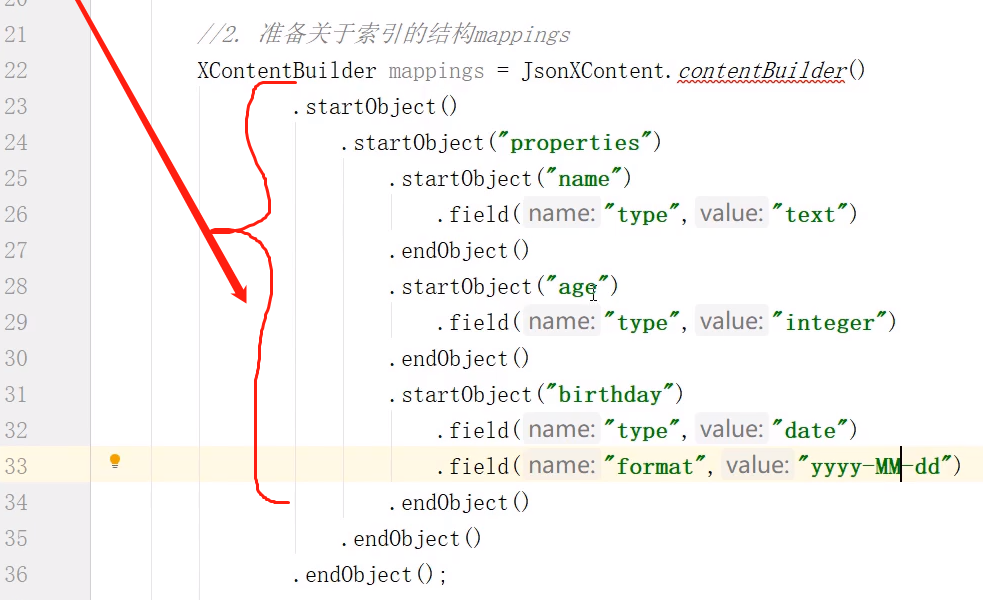 20
21 //2. 准备关于索引的结构mappings
22 XContentBuilder mappings = JsonXContent.contentBuilder()
23 .startObject()
24 .startObject("properties")
25 .startObject("name")
26 .field( name: "type", value: "text")
27 .endObject()
28 .startObject("age")
29 .field( name: "type", value: "integer")
30 .endObject()
31 .startObject("birthday")
32 .field( name: "type", value: "date")
33 .field( name: "format", value: "yyyy-MM-dd")
34 .endObject()
35 .endObject()
36 .endObject();